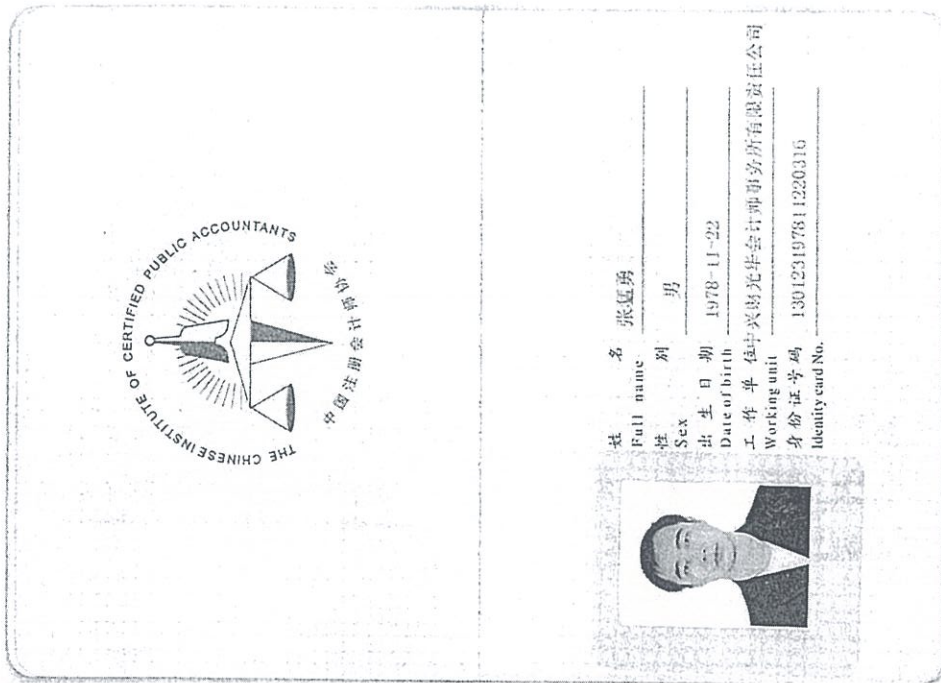 THE CHINESE INSTITUTE OF CERTIFIED PUBLIC ACCOUNTANTS
中国注册会计师协会
姓名 张猛勇
Full name
性别 男
Sex
出生日期 1978-11-22
Date of birth
工作单位 中兴财光华会计师事务所有限责任公司
Working unit
身份证号码 130123197811220316
Identity card No.